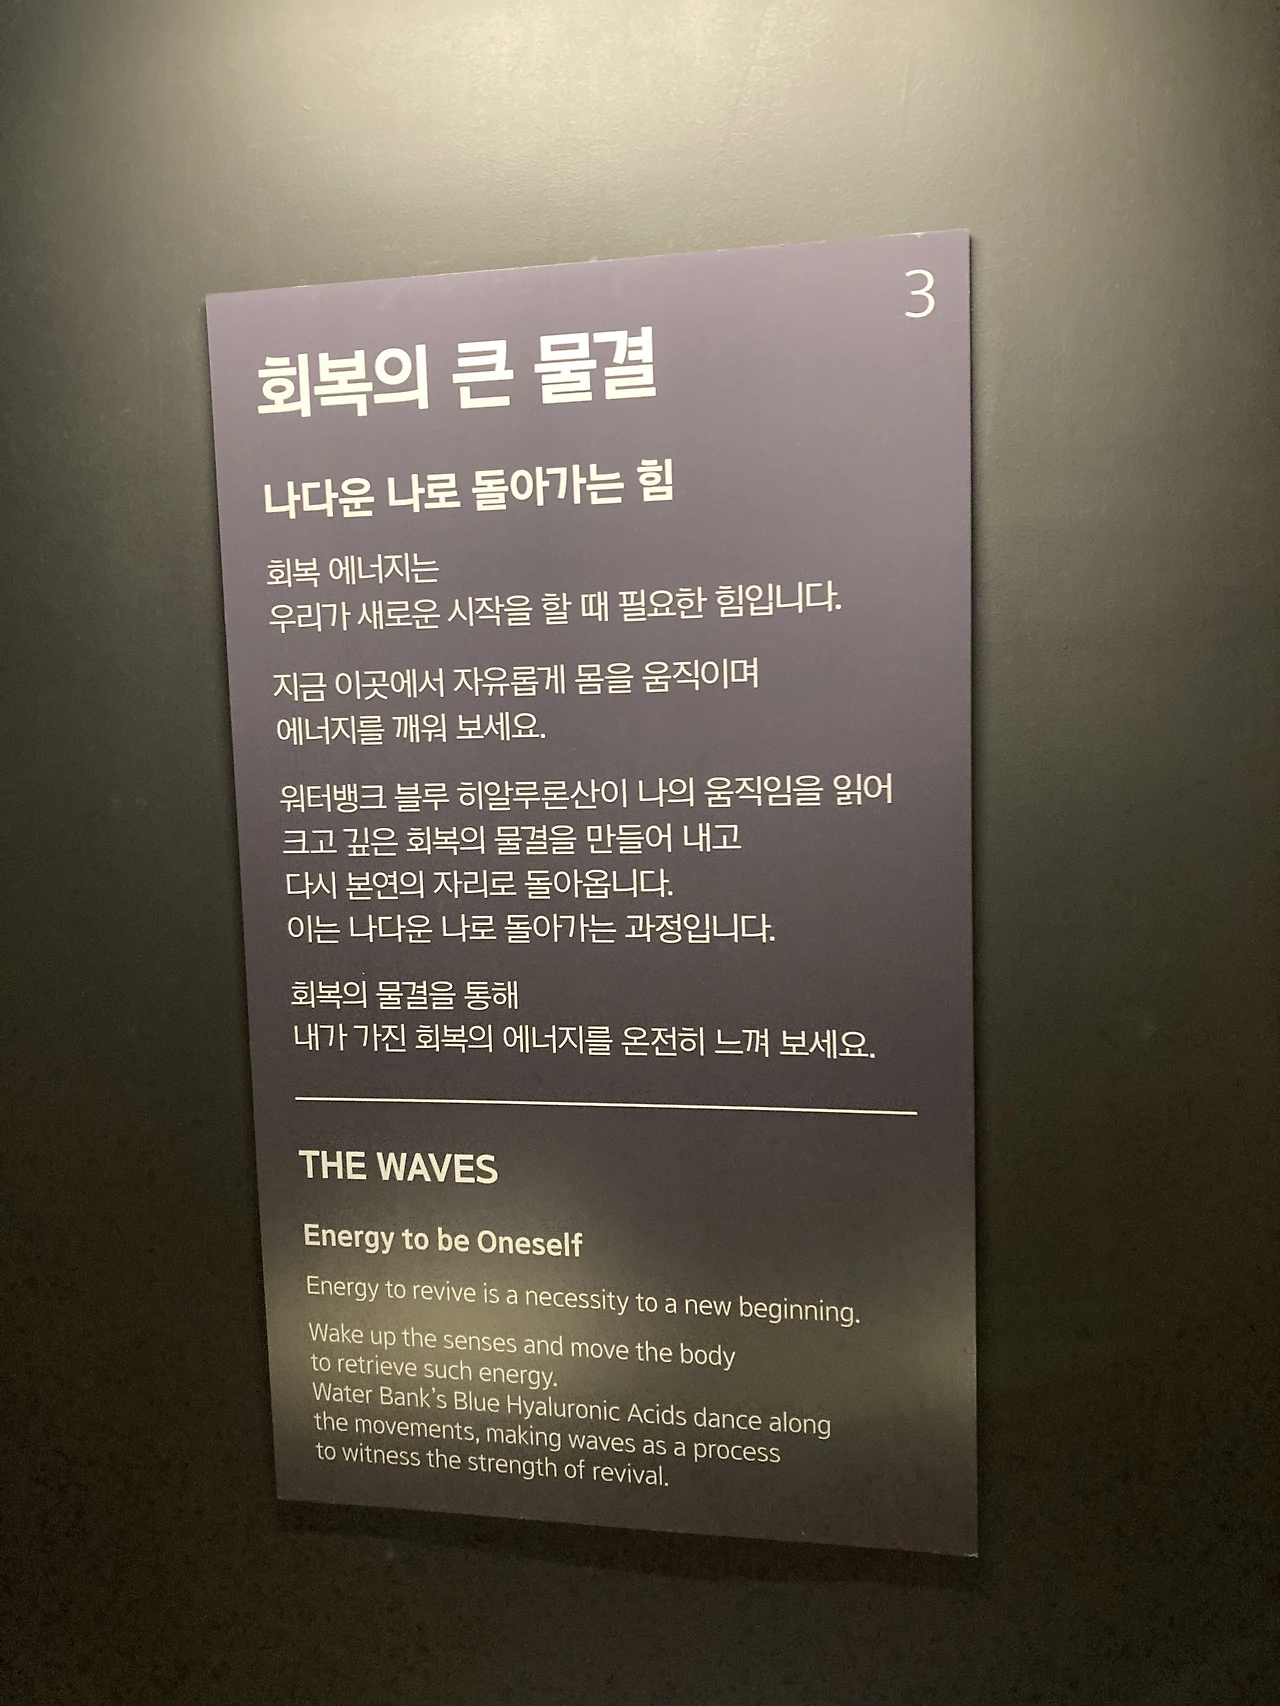 3
회복의 큰 물결
나다운 나로 돌아가는 힘
회복 에너지는
우리가 새로운 시작을 할 때 필요한 힘입니다.
지금 이곳에서 자유롭게 몸을 움직이며
에너지를 깨워 보세요.
워터뱅크 블루 히알루론산이 나의 움직임을 읽어
크고 깊은 회복의 물결을 만들어 내고
다시 본연의 자리로 돌아옵니다.
이는 나다운 나로 돌아가는 과정입니다.
회복의 물결을 통해
내가 가진 회복의 에너지를 온전히 느껴 보세요.
THE WAVES
Energy to be Oneself
Energy to revive is a necessity to a new beginning.
Wake up the senses and move the body
to retrieve such energy.
Water Bank's Blue Hyaluronic Acids dance along
the movements, making waves as a process
to witness the strength of revival.